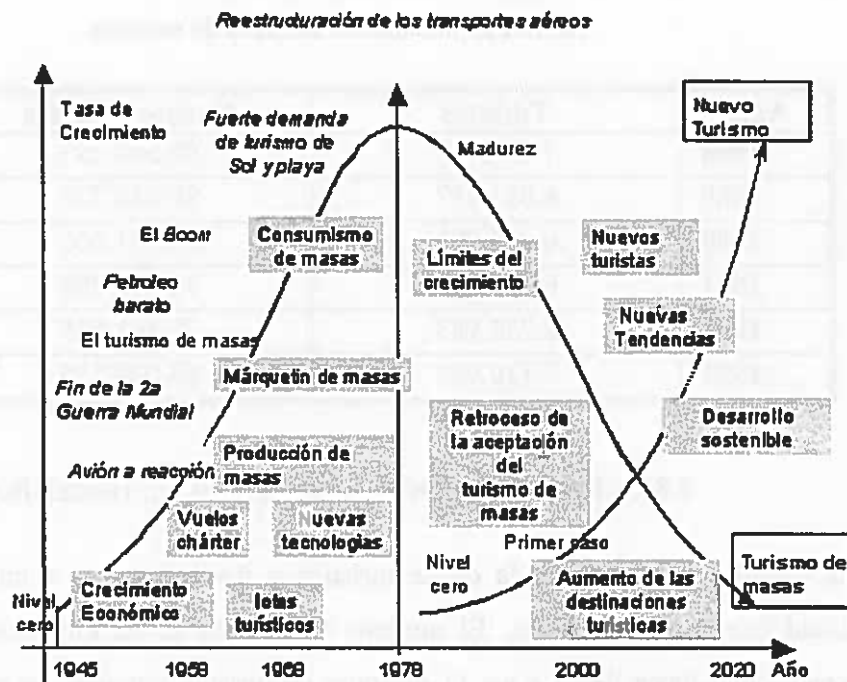 Reestructuración de los transportes aéreos
Tasa de
Crecimiento
Fuerte demanda
de turismo de
Sol y playa
Madurez
Nuevo
Turismo
El Boom
Consumismo
de masas
Límites del
crecimiento
Nuevos
turistas
Petroleo
barato
Nuevas
Tendencias
El turismo de masas
Márquetin de masas
Fin de la 2a
Guerra Mundial
Retroceso de
la aceptación
del
turismo de
masas
Desarrollo
sostenible
Avión a reacción
Producción de
masas
Vuelos
chárter
Nuevas
tecnologias
Primer paso
Nivel
cero
Nivel
cero
Crecimiento
Económico
turísticos
Aumento de las
destinaciones
turísticas
Turismo de
masas
1945
1958
1968
1978
2000
2020
Año